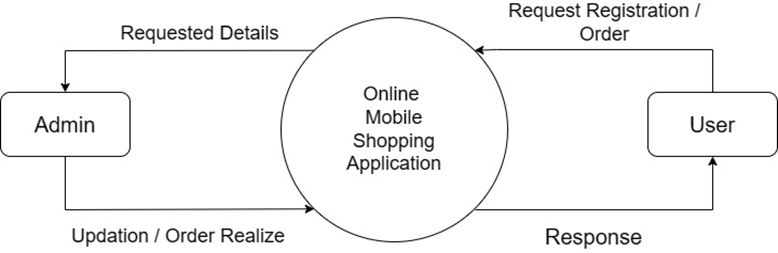 Request Registration /
Order
Requested Details
Online
Mobile
Shopping
Application
Admin
User
Updation / Order Realize
Response